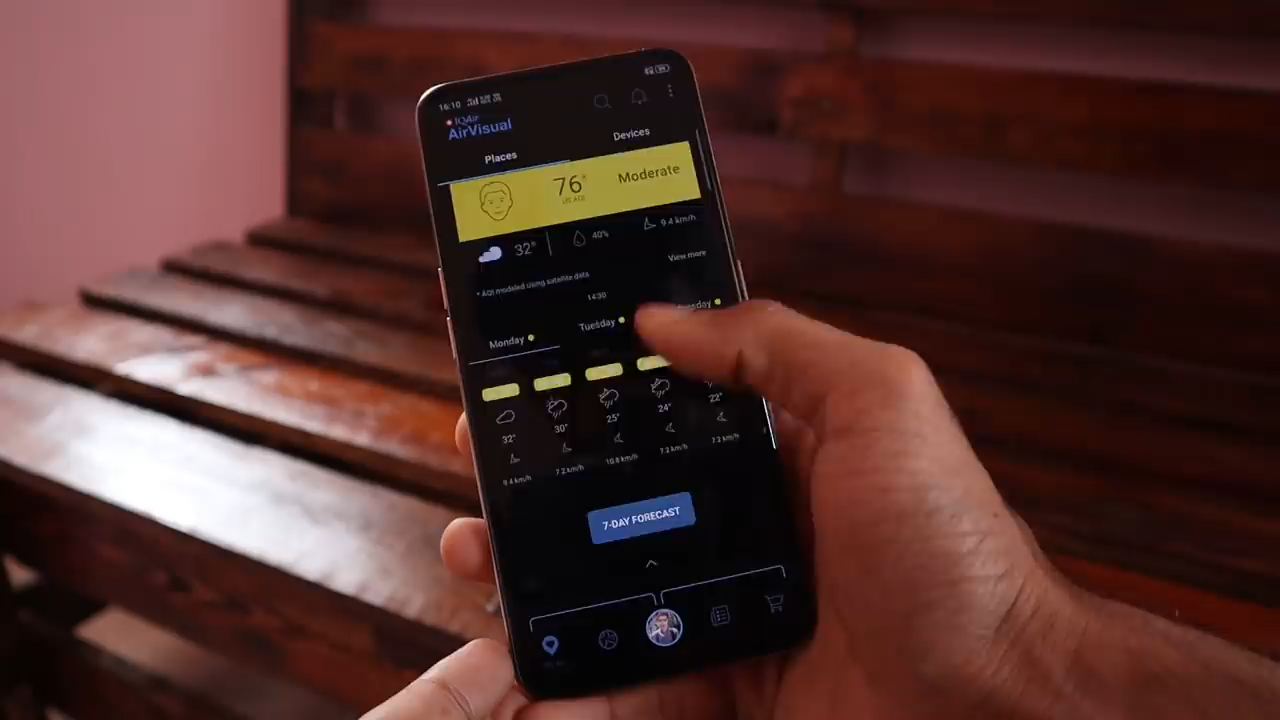 16:10
IQAir
AirVisual
Places
Devices
76*
US AQI
Moderate
32°
40%
9.4 km/h
View more
* AQI modeled using satellite data
14:30
Monday
Tuesday
32°
30°
25°
24°
22°
9.4 km/h
7.2 km/h
10.8 km/h
7.2 km/h
7.2 km/h
7-DAY FORECAST